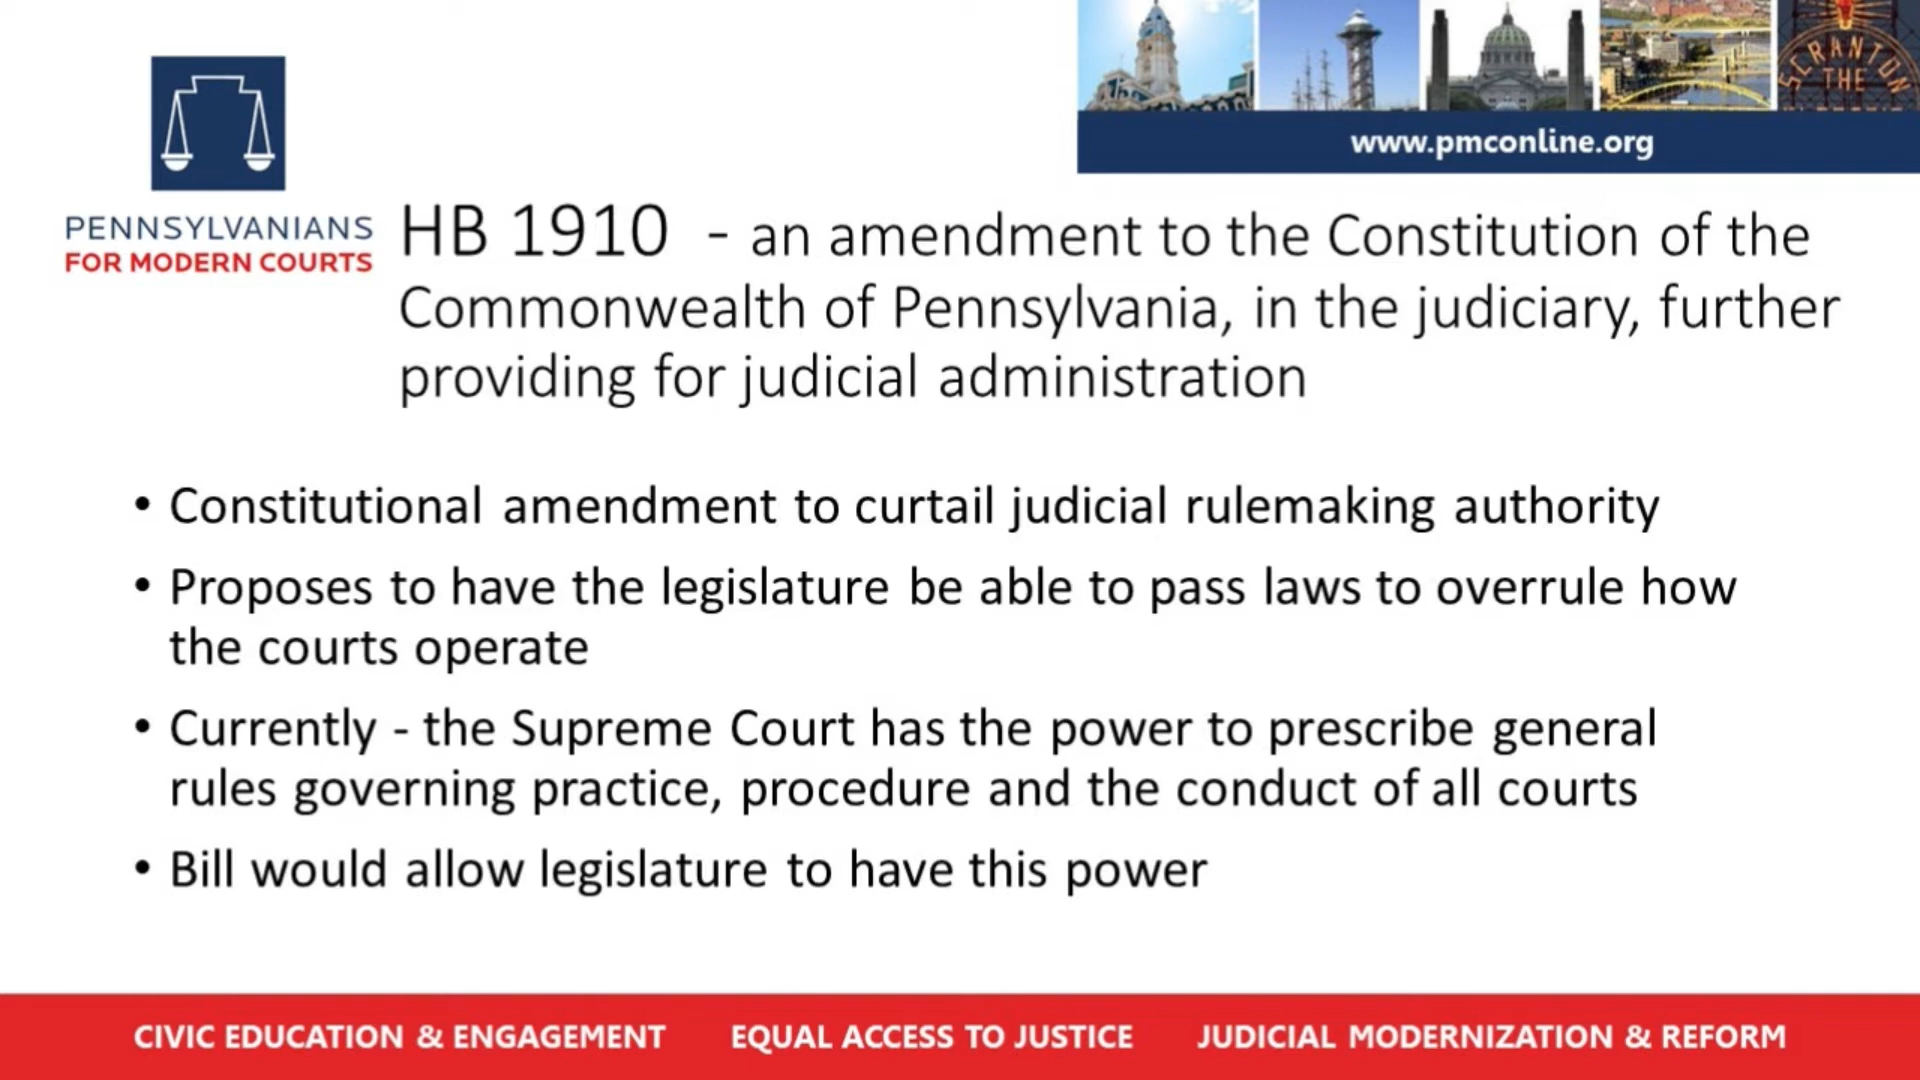 www.pmconline.org
PENNSYLVANIANS
FOR MODERN COURTS
HB 1910 - an amendment to the Constitution of the
Commonwealth of Pennsylvania, in the judiciary, further
providing for judicial administration
• Constitutional amendment to curtail judicial rulemaking authority
• Proposes to have the legislature be able to pass laws to overrule how
the courts operate
• Currently - the Supreme Court has the power to prescribe general
rules governing practice, procedure and the conduct of all courts
• Bill would allow legislature to have this power
CIVIC EDUCATION & ENGAGEMENT EQUAL ACCESS TO JUSTICE JUDICIAL MODERNIZATION & REFORM
SCRANTON
THE